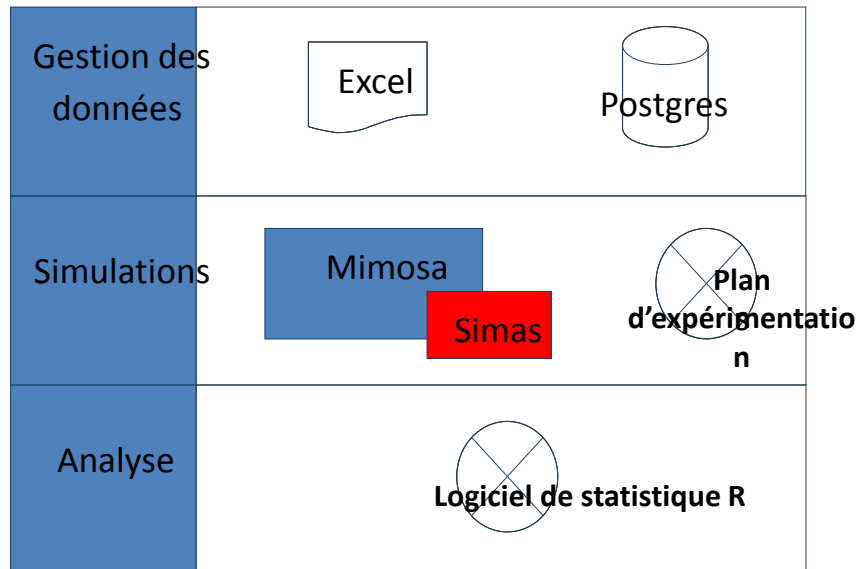 Gestion des
données
Excel
Postgres
Simulations
Mimosa
Simas
Plan
d’expérimentatio
n
Analyse
Logiciel de statistique R